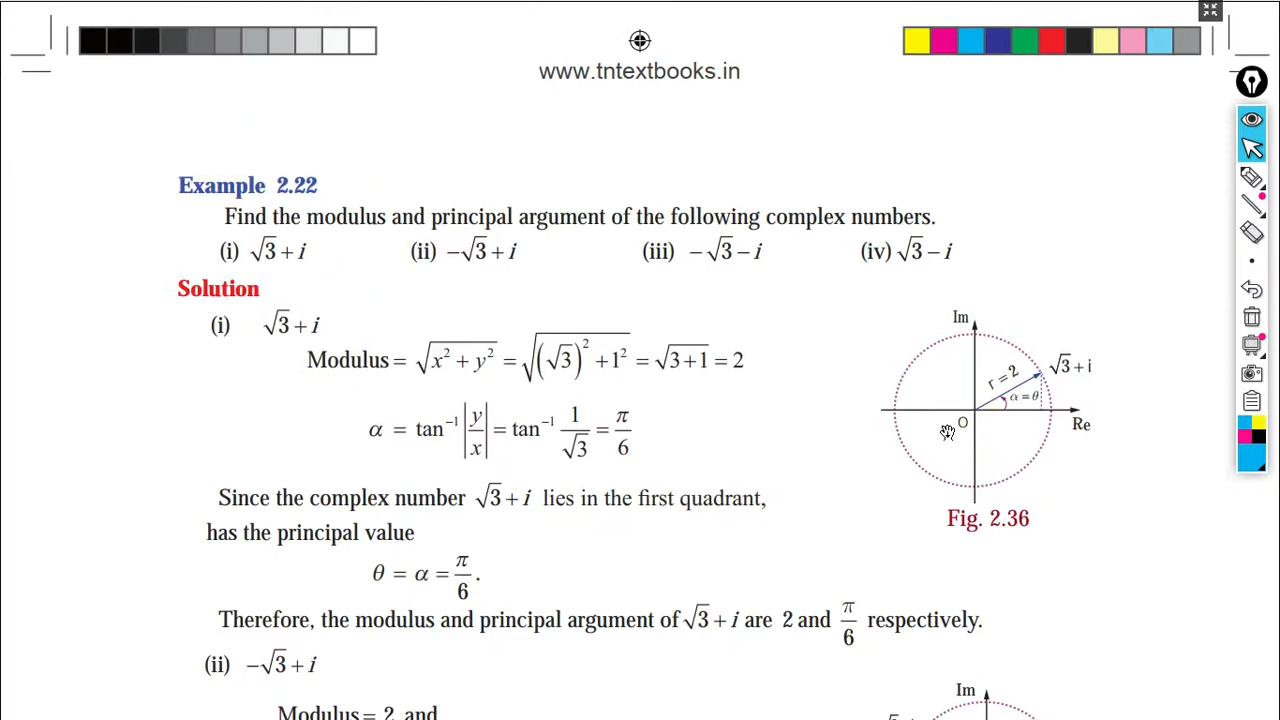 www.tntextbooks.in
Example 2.22
Find the modulus and principal argument of the following complex numbers.
(i) √3 + i (ii) −√3 + i (iii) −√3 − i (iv) √3 − i
Solution
(i) √3 + i
Modulus = √(x² + y²) = √((√3)² + 1²) = √(3+1) = 2
α = tan⁻¹ |y/x| = tan⁻¹ 1/√3 = π/6
Since the complex number √3 + i lies in the first quadrant,
has the principal value
θ = α = π/6.
Therefore, the modulus and principal argument of √3 + i are 2 and π/6 respectively.
(ii) −√3 + i
Modulus = 2, and
Im
r = 2
√3 + i
α = θ
O
Re
Fig. 2.36
Im